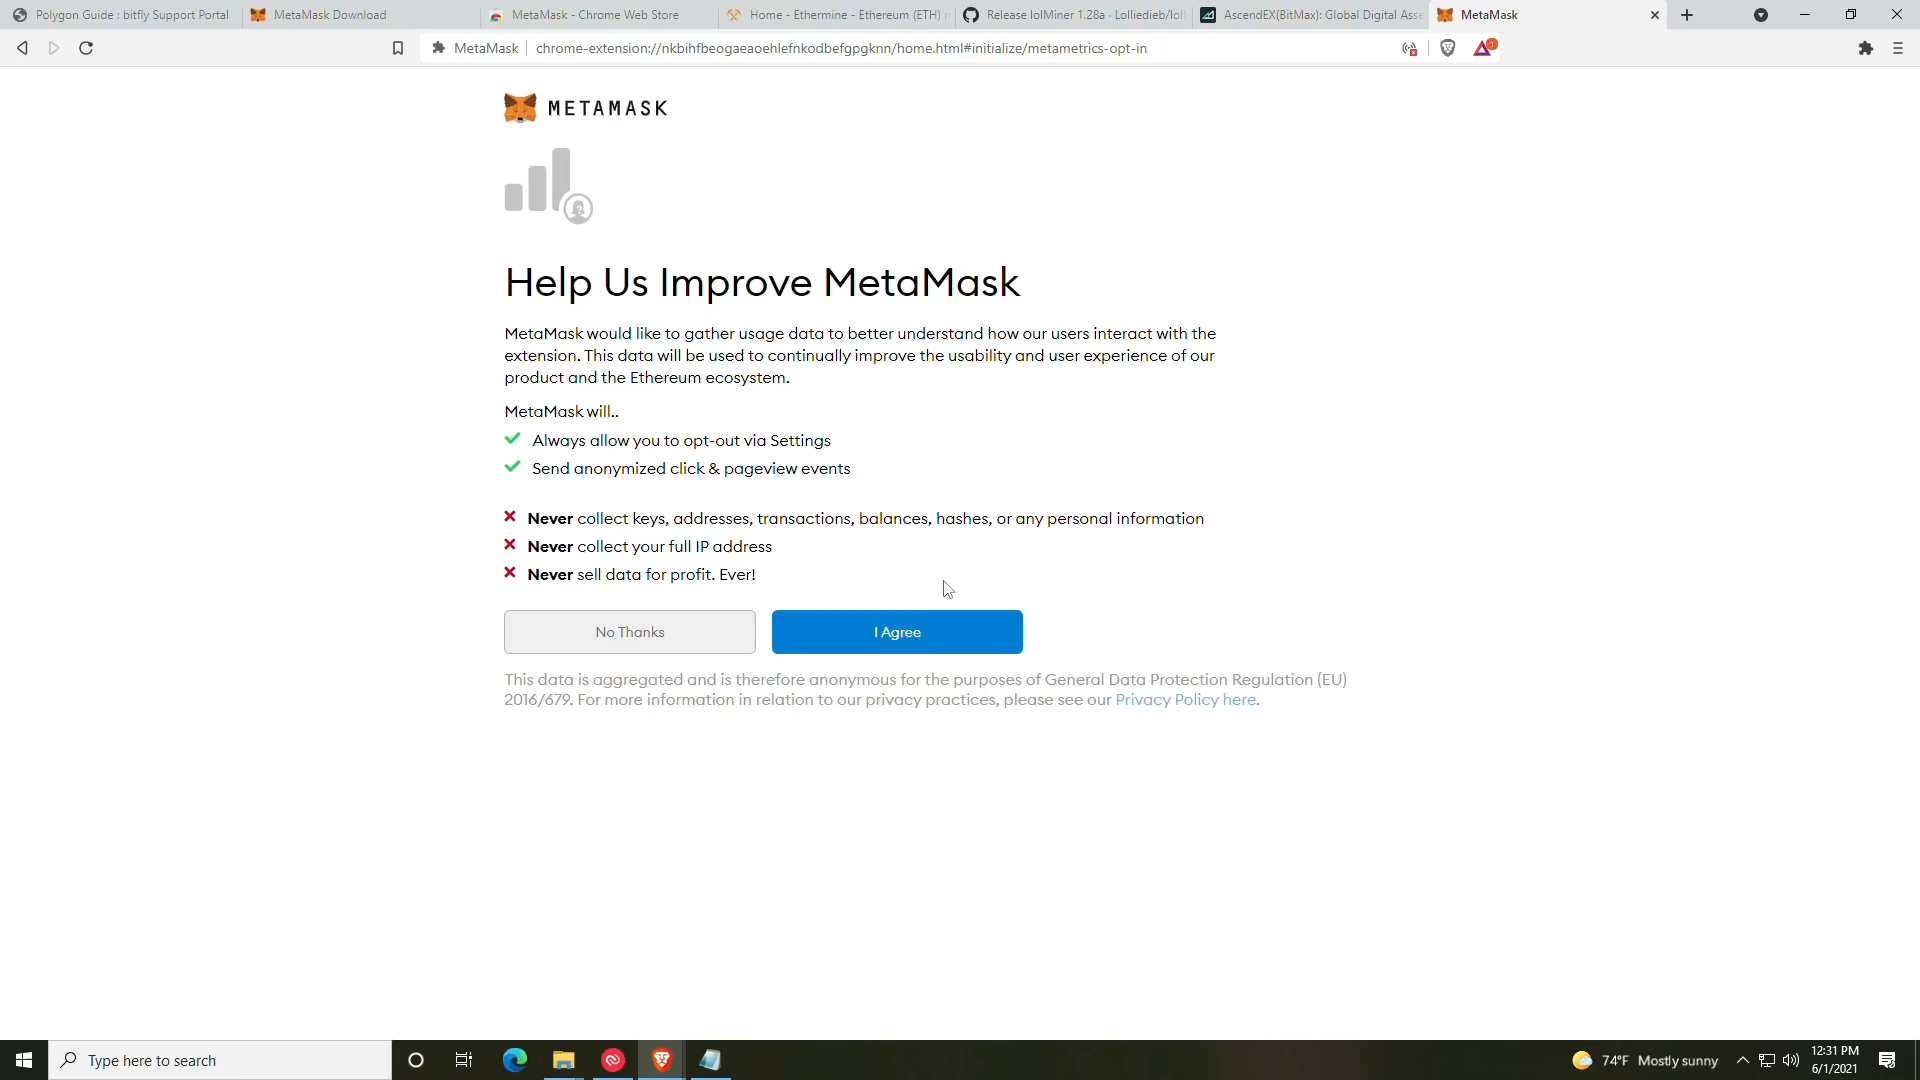 Polygon Guide : bitfly Support Portal
MetaMask Download
MetaMask - Chrome Web Store
Home - Ethermine - Ethereum (ETH)
Release lolMiner 1.28a · Lolliedieb/lol
AscendEX(BitMax): Global Digital Asse
MetaMask
MetaMask
chrome-extension://nkbihfbeogaeaoehlefnkodbefgpgknn/home.html#initialize/metametrics-opt-in
1
METAMASK
Help Us Improve MetaMask
MetaMask would like to gather usage data to better understand how our users interact with the
extension. This data will be used to continually improve the usability and user experience of our
product and the Ethereum ecosystem.
MetaMask will..
Always allow you to opt-out via Settings
Send anonymized click & pageview events
Never collect keys, addresses, transactions, balances, hashes, or any personal information
Never collect your full IP address
Never sell data for profit. Ever!
No Thanks
I Agree
This data is aggregated and is therefore anonymous for the purposes of General Data Protection Regulation (EU)
2016/679. For more information in relation to our privacy practices, please see our Privacy Policy here.
Type here to search
74°F Mostly sunny
12:31 PM
6/1/2021